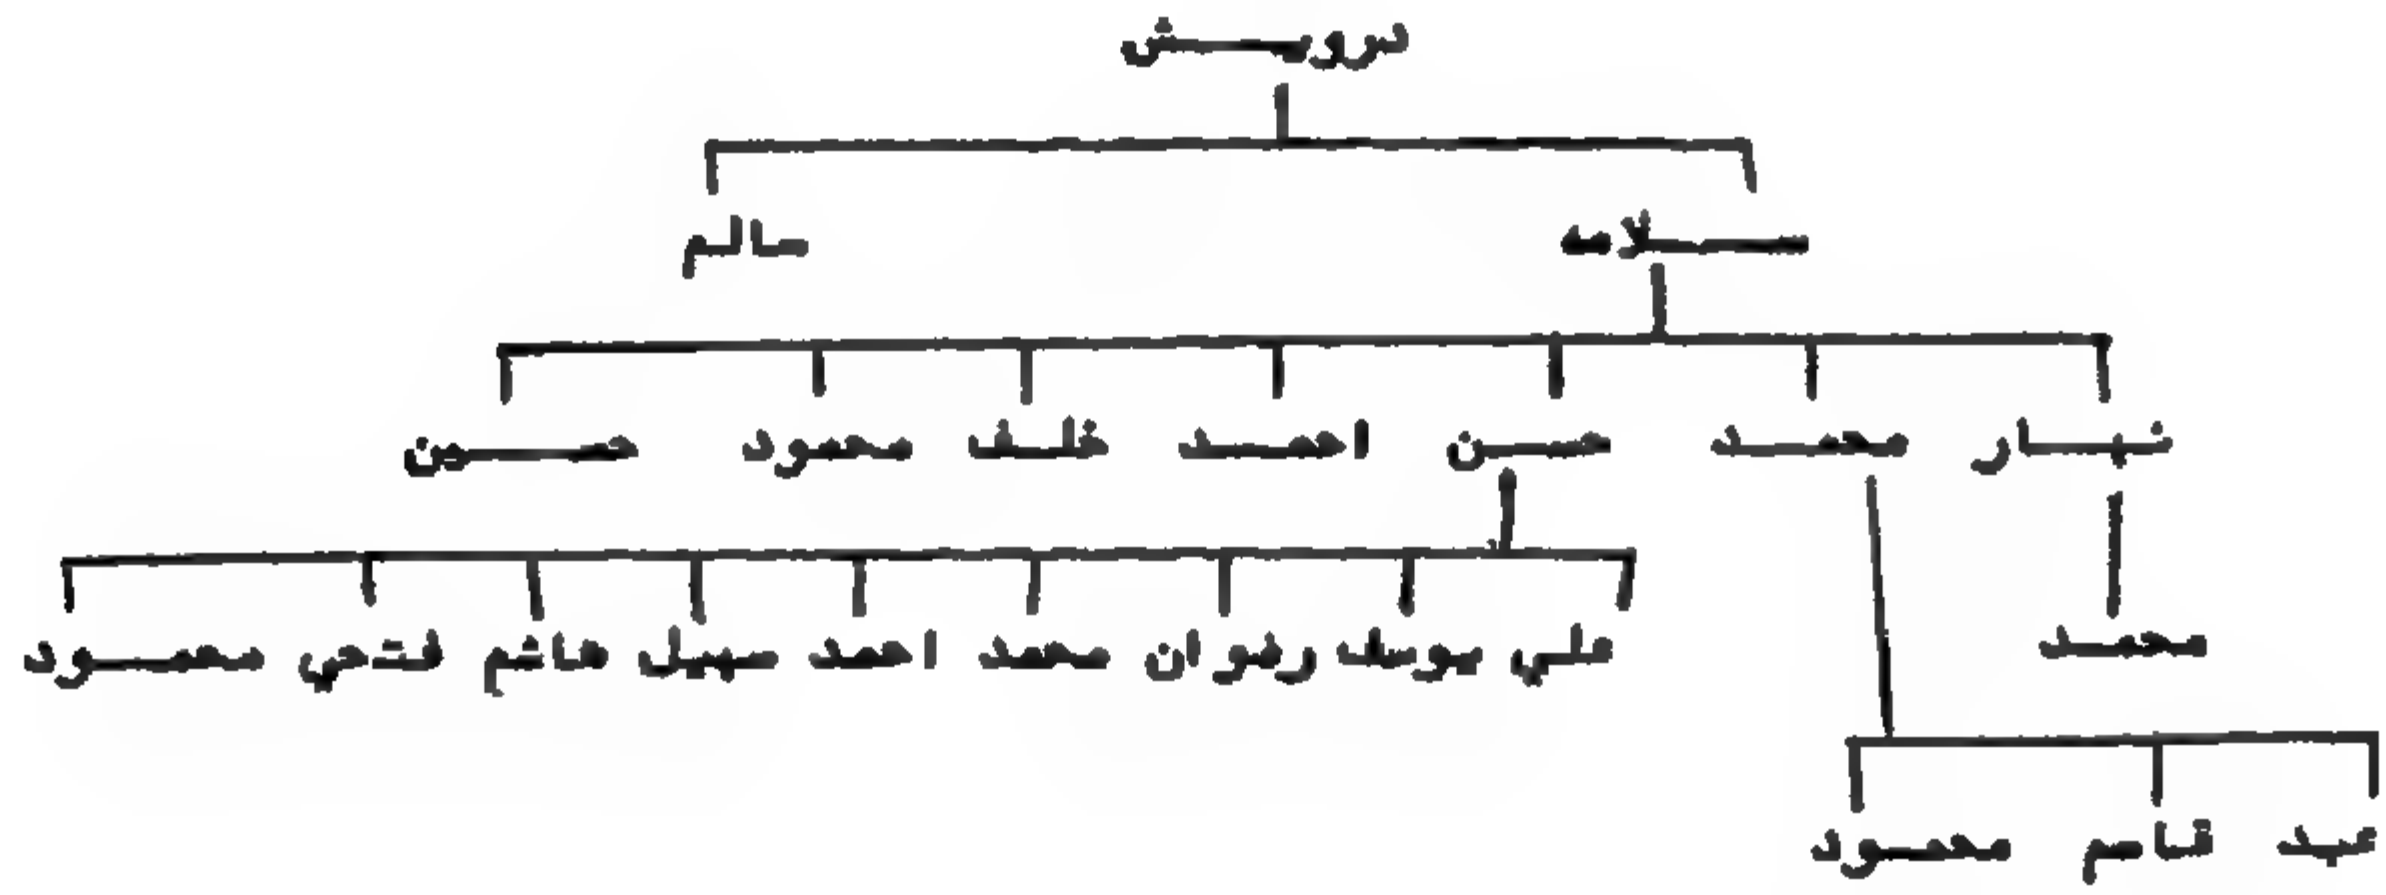 درويش
سلامه سالم
نهار محمد حسن احمد خلف محمود حسين
محمد علي يوسف رضوان محمد احمد سهيل هاشم فتحي محمود
عبد قاسم محمود